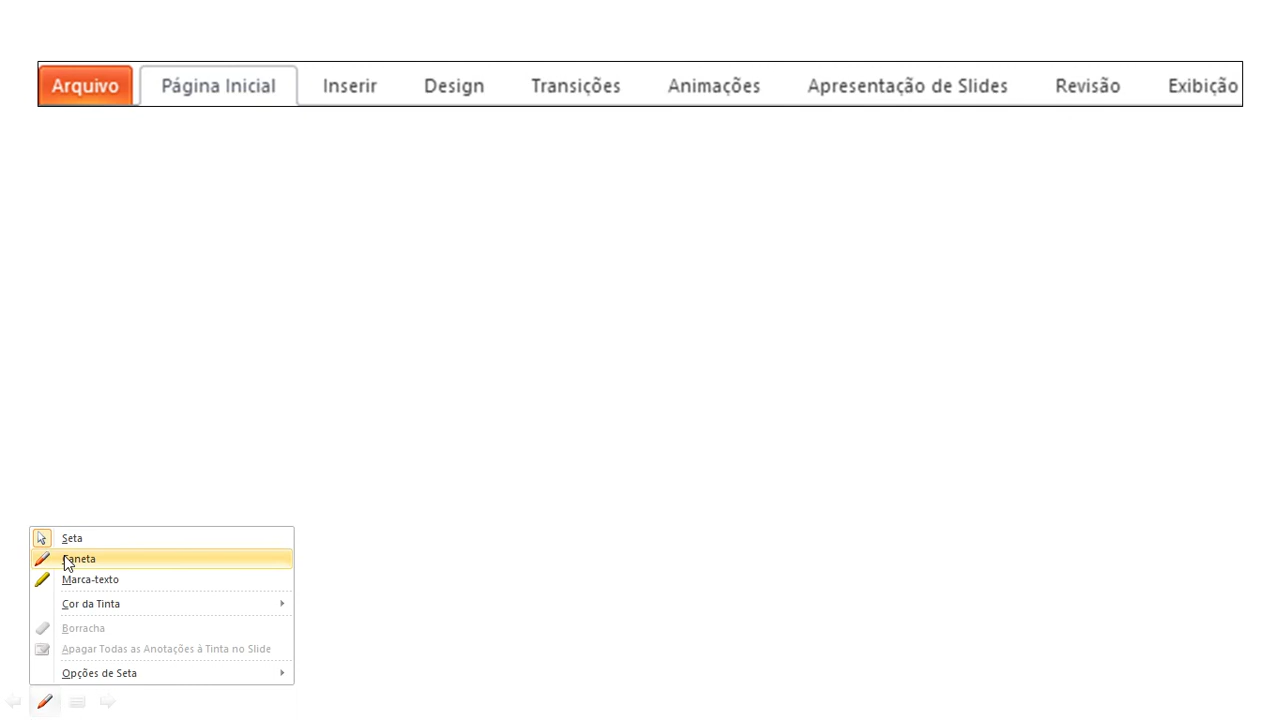 Arquivo Página Inicial Inserir Design Transições Animações Apresentação de Slides Revisão Exibição
Seta
Caneta
Marca-texto
Cor da Tinta
Borracha
Apagar Todas as Anotações à Tinta no Slide
Opções de Seta